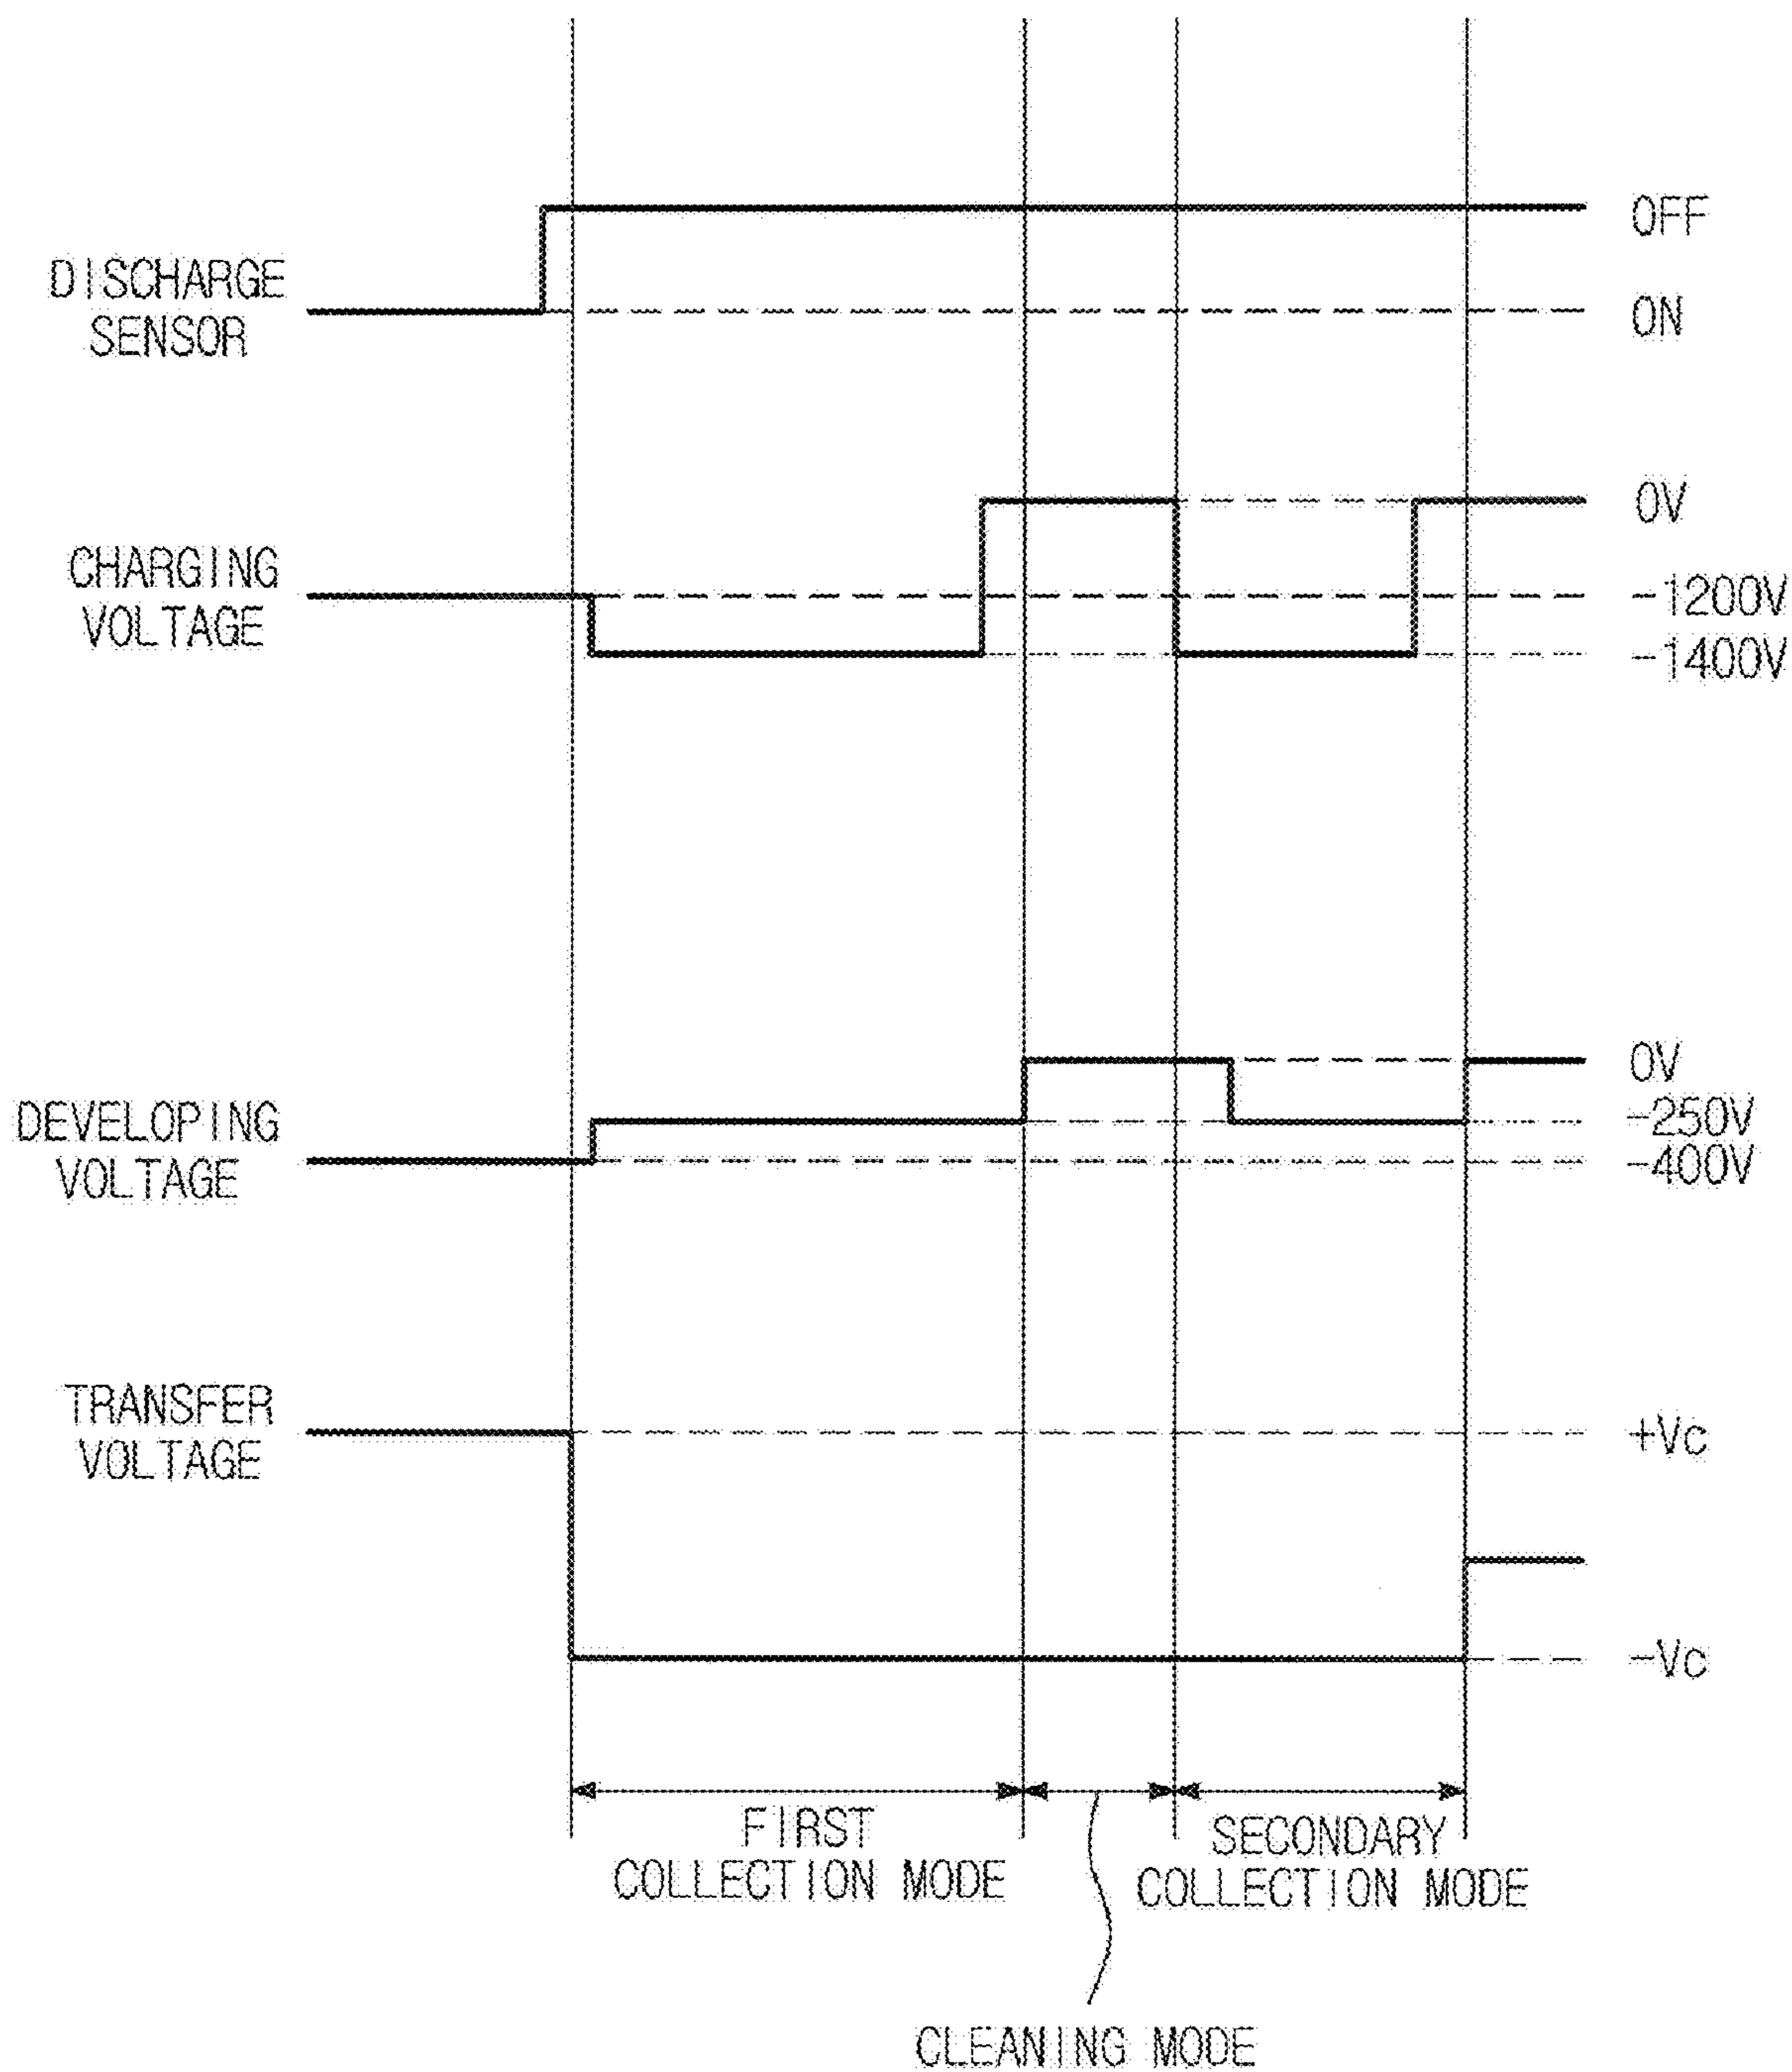 OFF
DISCHARGE
SENSOR
ON
0V
CHARGING
VOLTAGE
-1200V
-1400V
0V
DEVELOPING
VOLTAGE
-250V
-400V
TRANSFER
VOLTAGE
+Vc
-Vc
FIRST
COLLECTION MODE
SECONDARY
COLLECTION MODE
CLEANING MODE